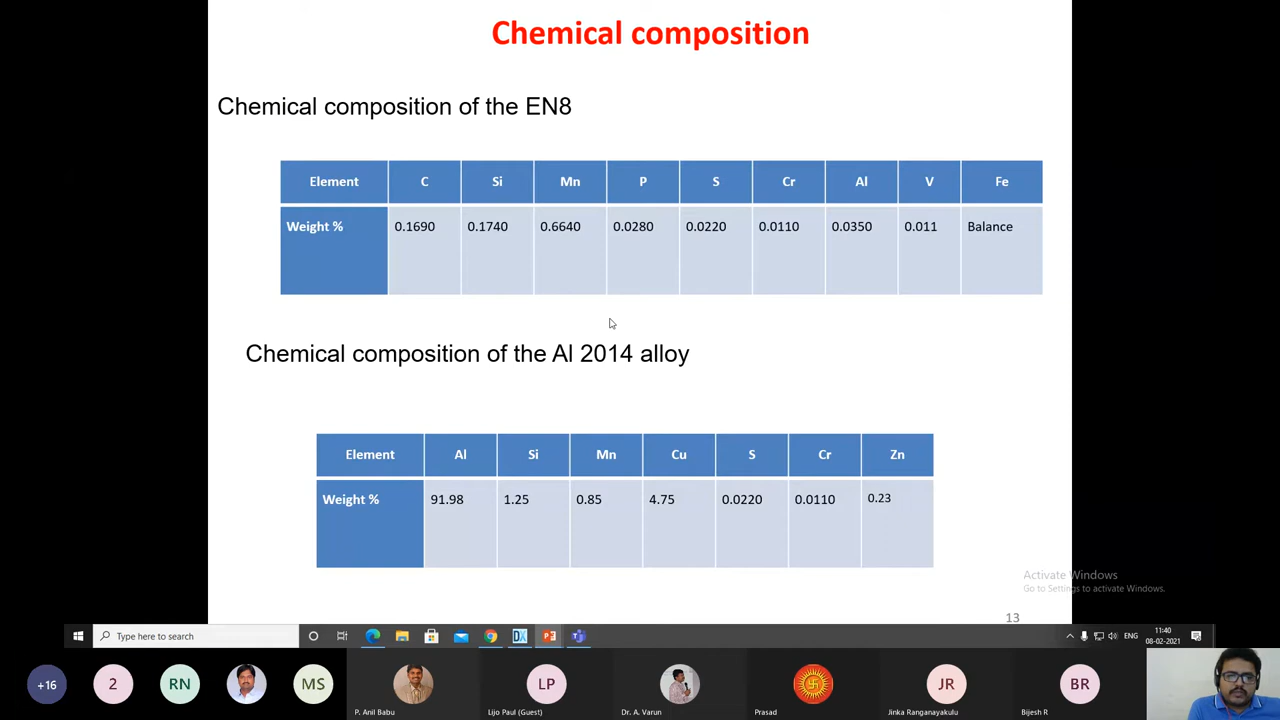 Chemical composition
Chemical composition of the EN8
Element C Si Mn P S Cr Al V Fe
Weight % 0.1690 0.1740 0.6640 0.0280 0.0220 0.0110 0.0350 0.011 Balance
Chemical composition of the Al 2014 alloy
Element Al Si Mn Cu S Cr Zn
Weight % 91.98 1.25 0.85 4.75 0.0220 0.0110 0.23
Activate Windows
Go to Settings to activate Windows.
13
Type here to search
DX
ENG
11:40
08-02-2021
+16 2 RN MS LP JR BR
P. Anil Babu Lijo Paul (Guest) Dr. A. Varun Prasad Jinka Ranganayakulu Bijesh R